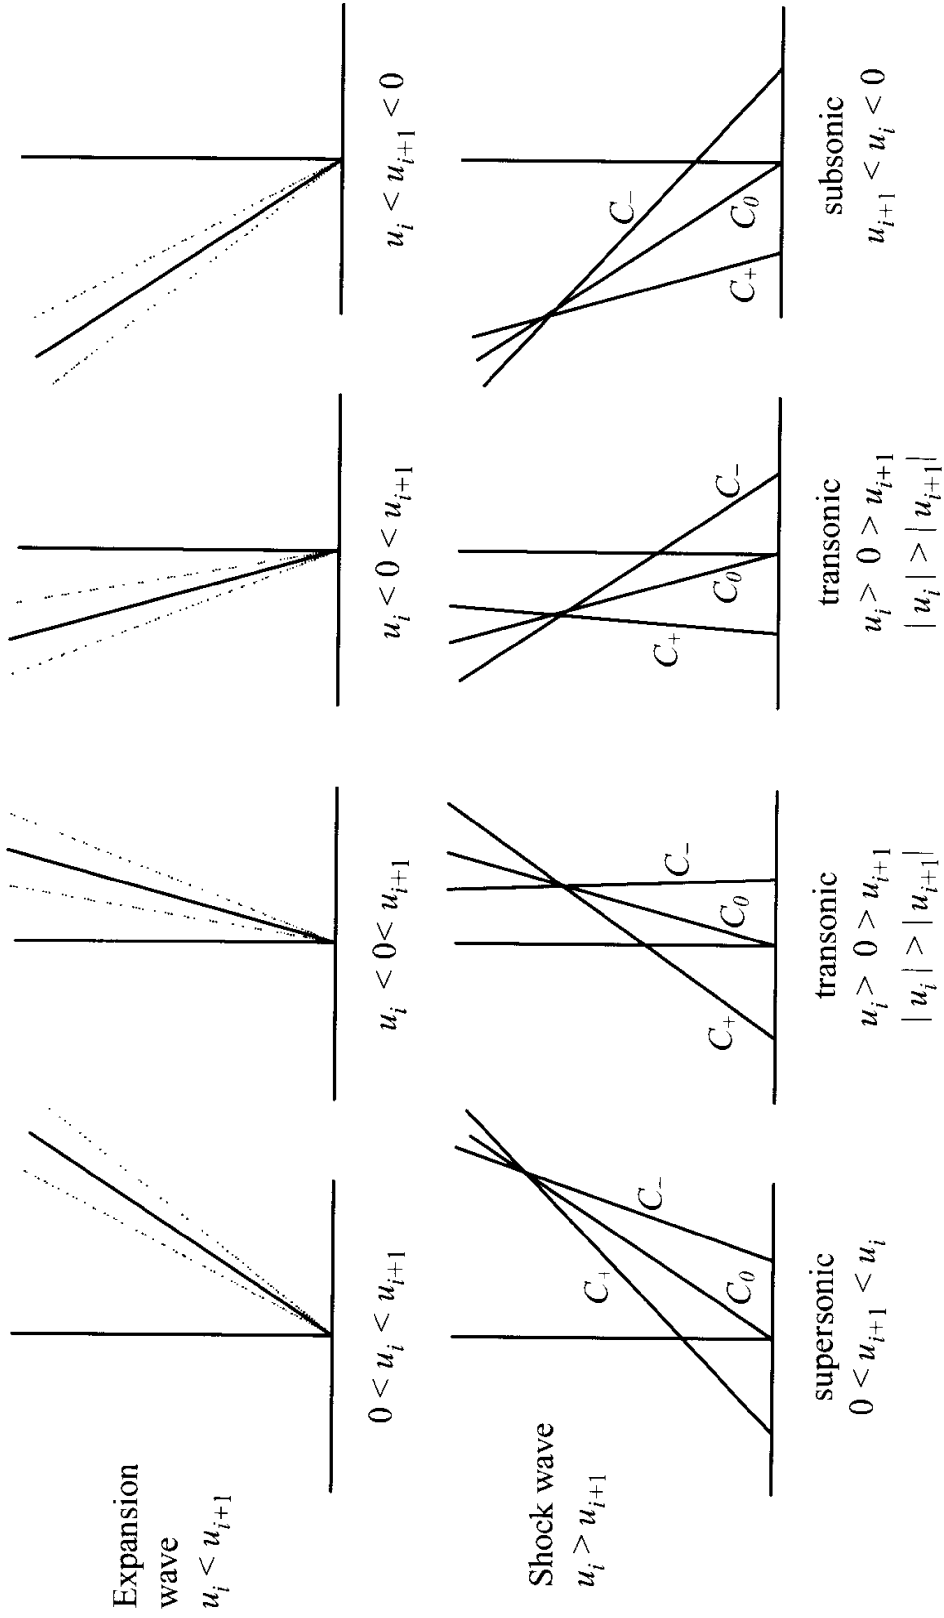 Expansion
wave
u_i < u_{i+1}
0 < u_i < u_{i+1}
u_i < 0 < u_{i+1}
u_i < 0 < u_{i+1}
u_i < u_{i+1} < 0
Shock wave
u_i > u_{i+1}
C_+
C_0
C_-
C_+
C_0
C_-
C_+
C_0
C_-
C_+
C_0
C_-
supersonic
0 < u_{i+1} < u_i
transonic
u_i > 0 > u_{i+1}
| u_i | > | u_{i+1} |
transonic
u_i > 0 > u_{i+1}
| u_i | > | u_{i+1} |
subsonic
u_{i+1} < u_i < 0